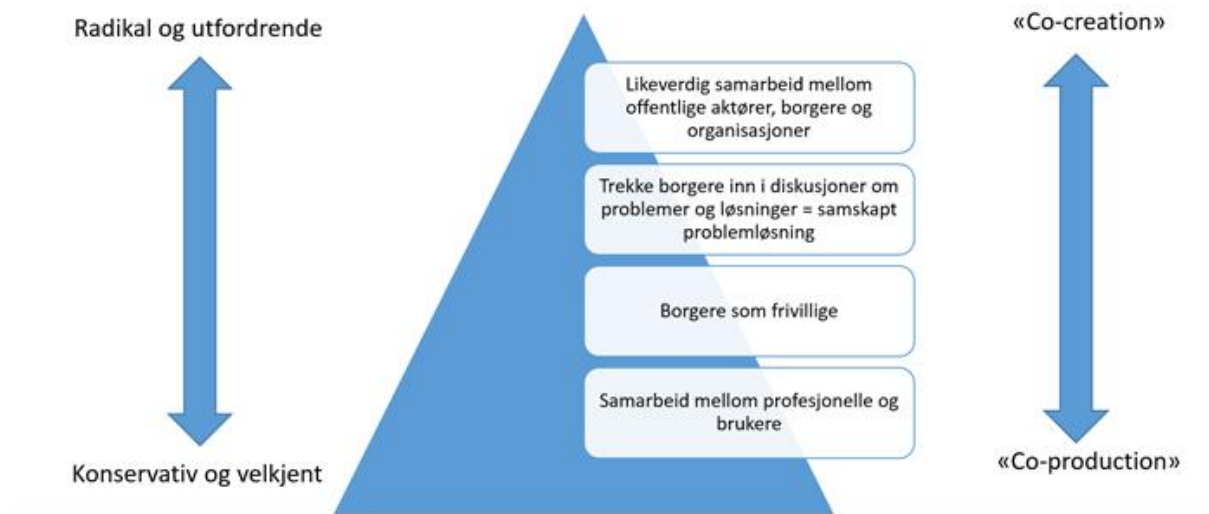 Radikal og utfordrende
«Co-creation»
Likeverdig samarbeid mellom
offentlige aktører, borgere og
organisasjoner
Trekke borgere inn i diskusjoner om
problemer og løsninger = samskapt
problemløsning
Borgere som frivillige
Samarbeid mellom profesjonelle og
brukere
Konservativ og velkjent
«Co-production»